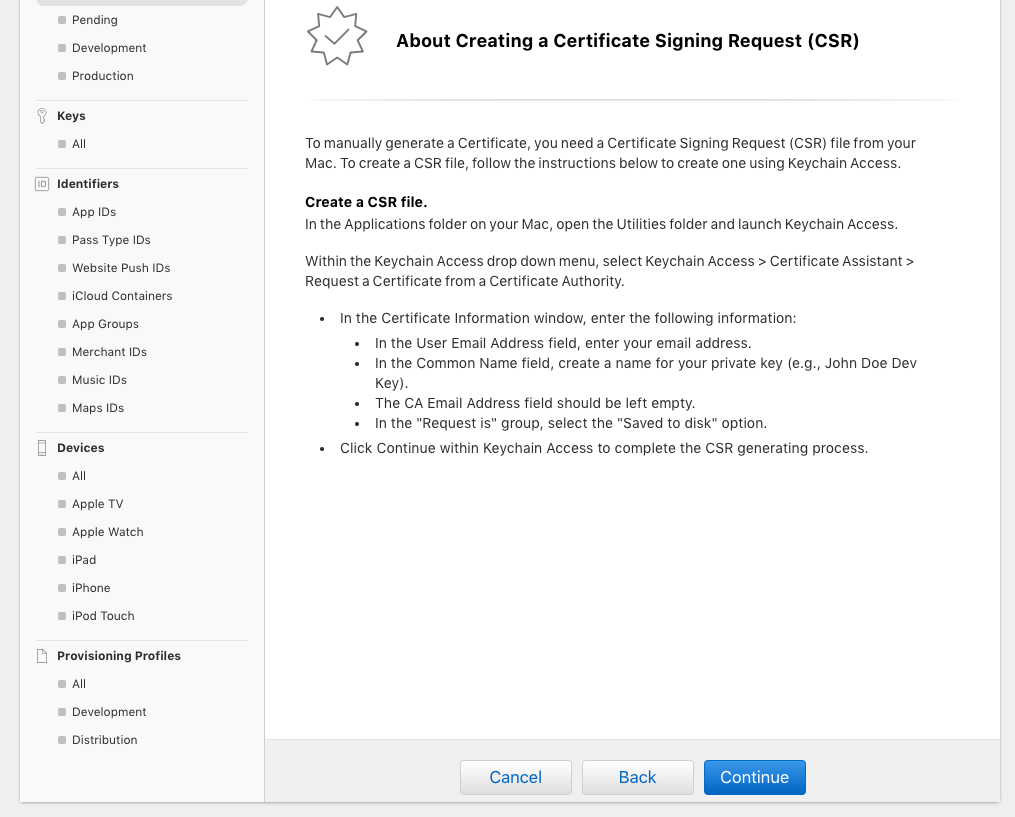 Pending
Development
Production
Keys
All
ID Identifiers
App IDs
Pass Type IDs
Website Push IDs
iCloud Containers
App Groups
Merchant IDs
Music IDs
Maps IDs
Devices
All
Apple TV
Apple Watch
iPad
iPhone
iPod Touch
Provisioning Profiles
All
Development
Distribution
About Creating a Certificate Signing Request (CSR)
To manually generate a Certificate, you need a Certificate Signing Request (CSR) file from your
Mac. To create a CSR file, follow the instructions below to create one using Keychain Access.
Create a CSR file.
In the Applications folder on your Mac, open the Utilities folder and launch Keychain Access.
Within the Keychain Access drop down menu, select Keychain Access > Certificate Assistant >
Request a Certificate from a Certificate Authority.
• In the Certificate Information window, enter the following information:
• In the User Email Address field, enter your email address.
• In the Common Name field, create a name for your private key (e.g., John Doe Dev
Key).
• The CA Email Address field should be left empty.
• In the "Request is" group, select the "Saved to disk" option.
• Click Continue within Keychain Access to complete the CSR generating process.
Cancel Back Continue